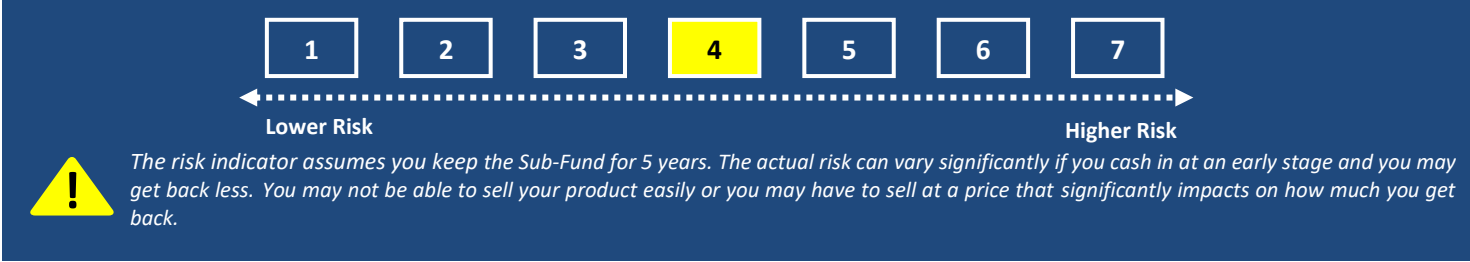 1 2 3 4 5 6 7
Lower Risk Higher Risk
The risk indicator assumes you keep the Sub-Fund for 5 years. The actual risk can vary significantly if you cash in at an early stage and you may
get back less. You may not be able to sell your product easily or you may have to sell at a price that significantly impacts on how much you get
back.
!